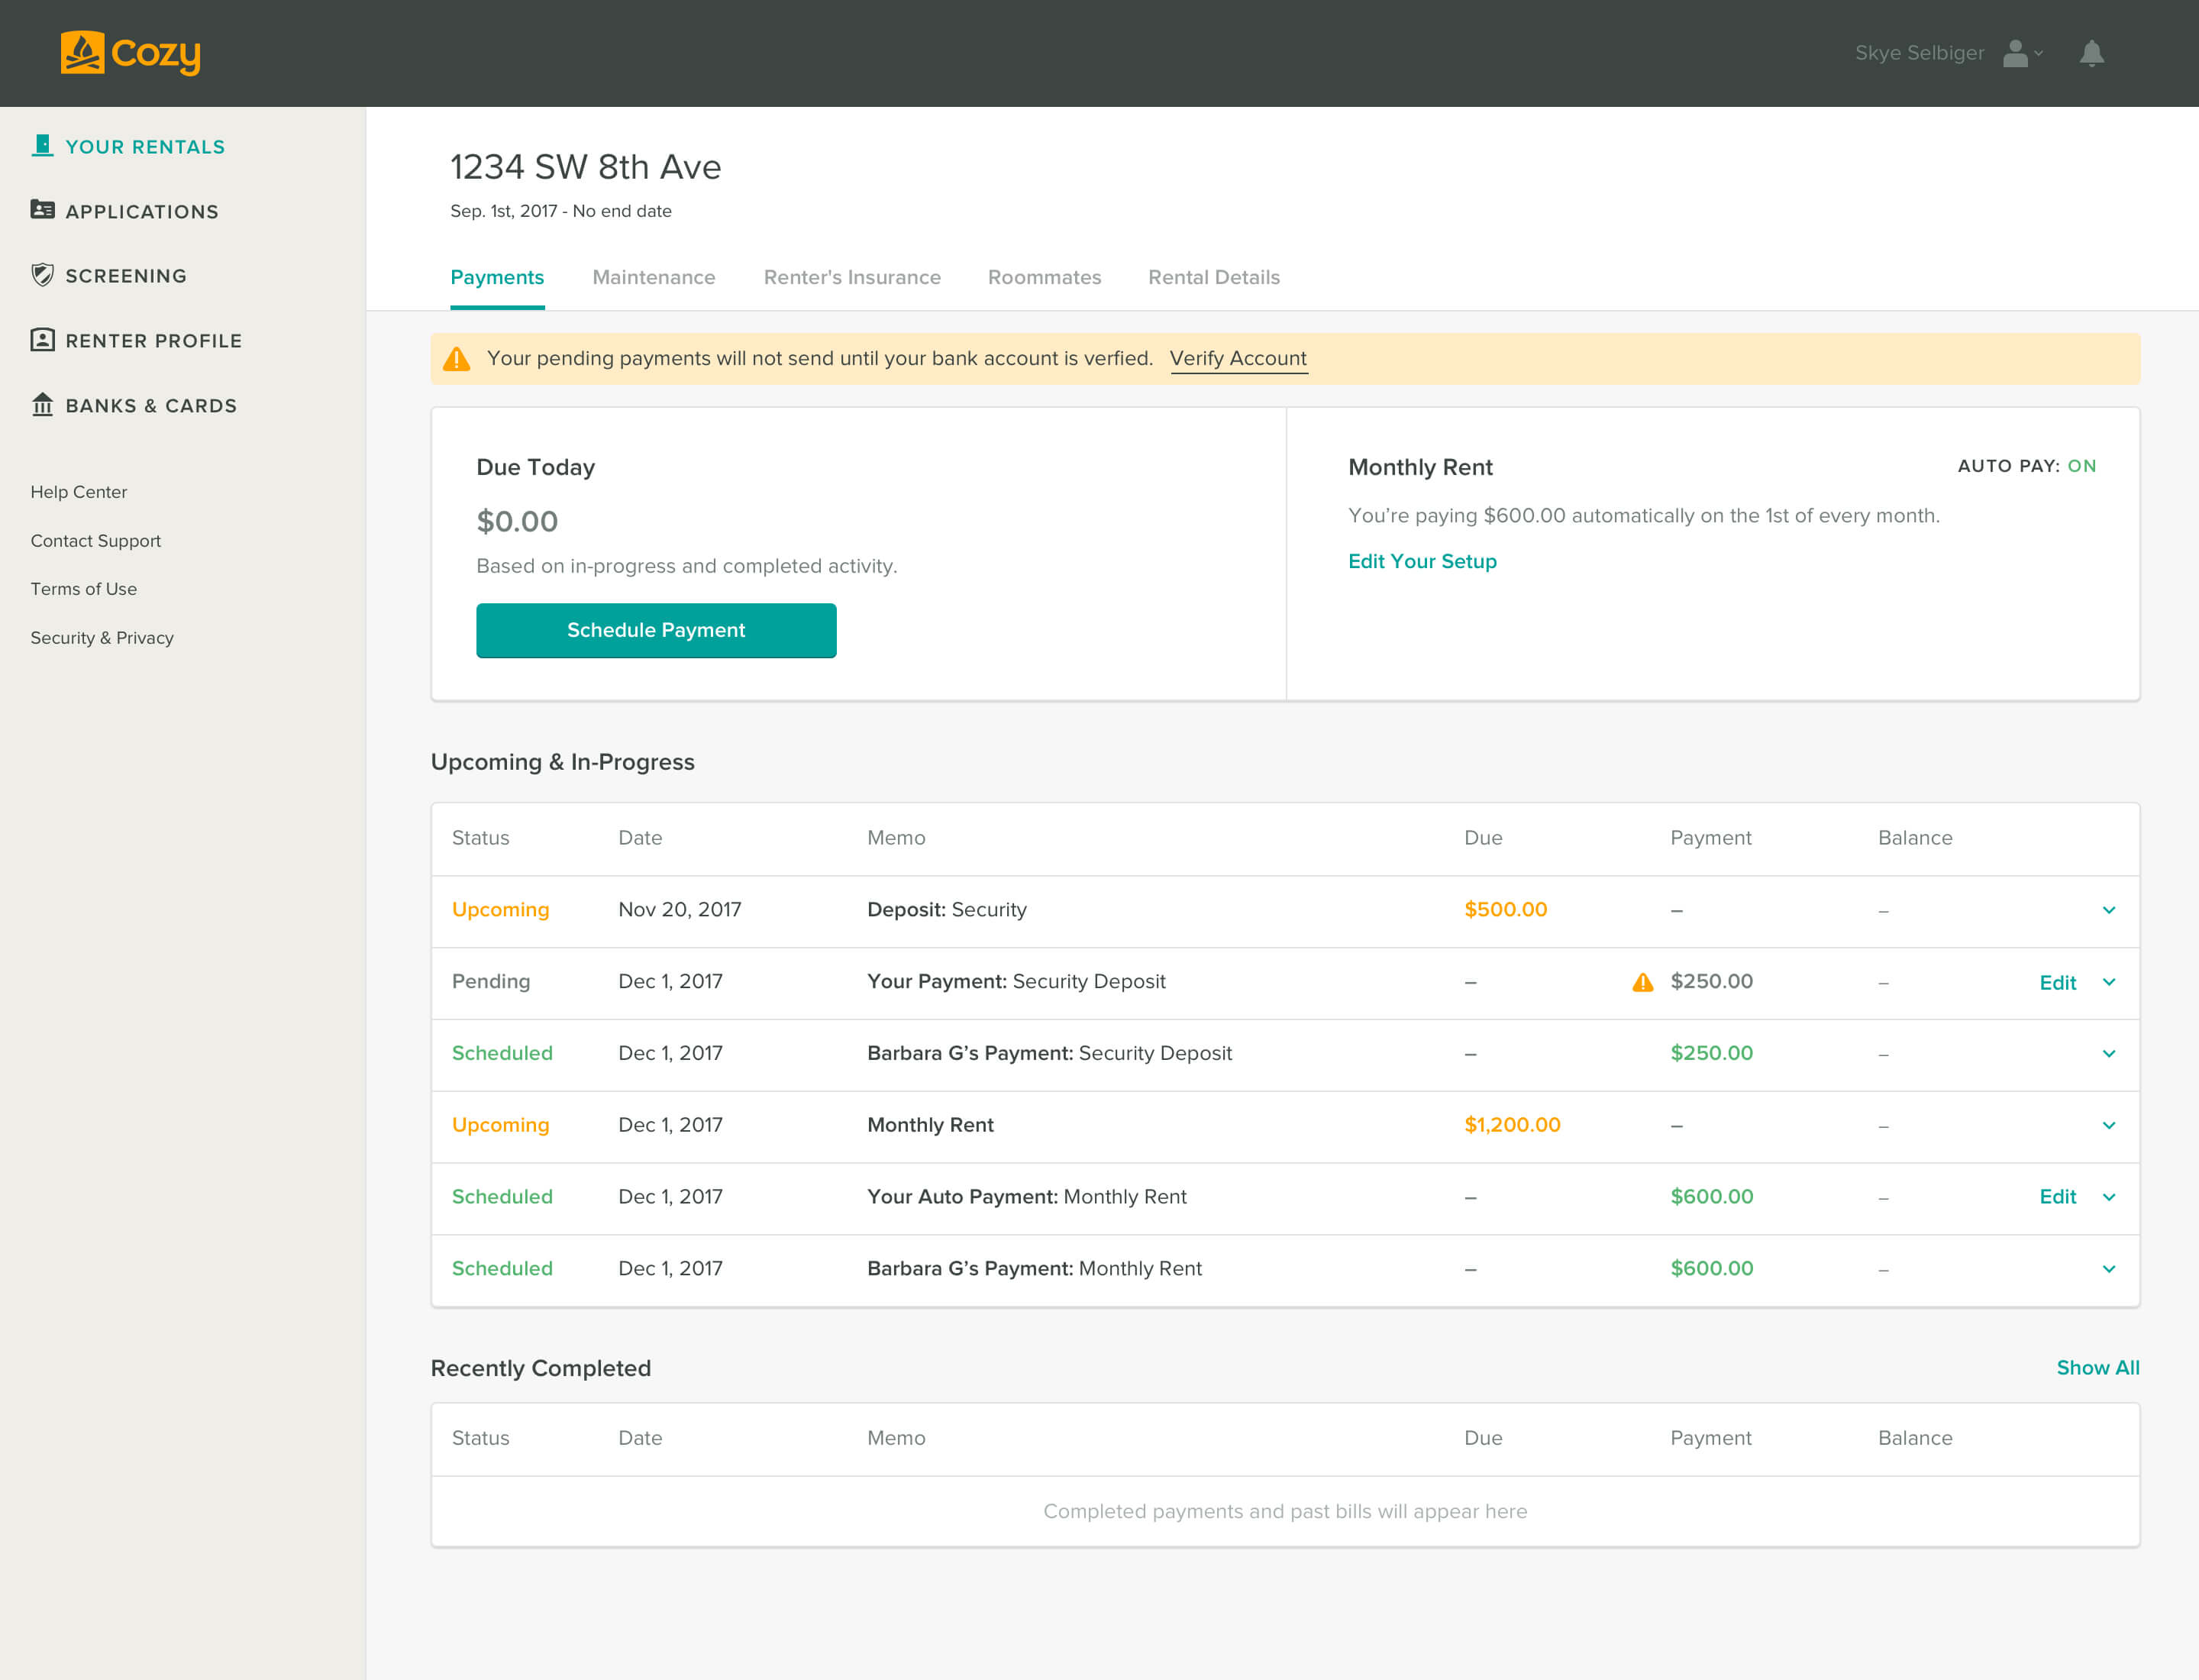 Cozy
Skye Selbiger
YOUR RENTALS
APPLICATIONS
SCREENING
RENTER PROFILE
BANKS & CARDS
Help Center
Contact Support
Terms of Use
Security & Privacy
1234 SW 8th Ave
Sep. 1st, 2017 - No end date
Payments Maintenance Renter's Insurance Roommates Rental Details
Your pending payments will not send until your bank account is verfied. Verify Account
Due Today
$0.00
Based on in-progress and completed activity.
Schedule Payment
Monthly Rent AUTO PAY: ON
You’re paying $600.00 automatically on the 1st of every month.
Edit Your Setup
Upcoming & In-Progress
Status Date Memo Due Payment Balance
Upcoming Nov 20, 2017 Deposit: Security $500.00 – –
Pending Dec 1, 2017 Your Payment: Security Deposit – $250.00 – Edit
Scheduled Dec 1, 2017 Barbara G’s Payment: Security Deposit – $250.00 –
Upcoming Dec 1, 2017 Monthly Rent $1,200.00 – –
Scheduled Dec 1, 2017 Your Auto Payment: Monthly Rent – $600.00 – Edit
Scheduled Dec 1, 2017 Barbara G’s Payment: Monthly Rent – $600.00 –
Recently Completed Show All
Status Date Memo Due Payment Balance
Completed payments and past bills will appear here